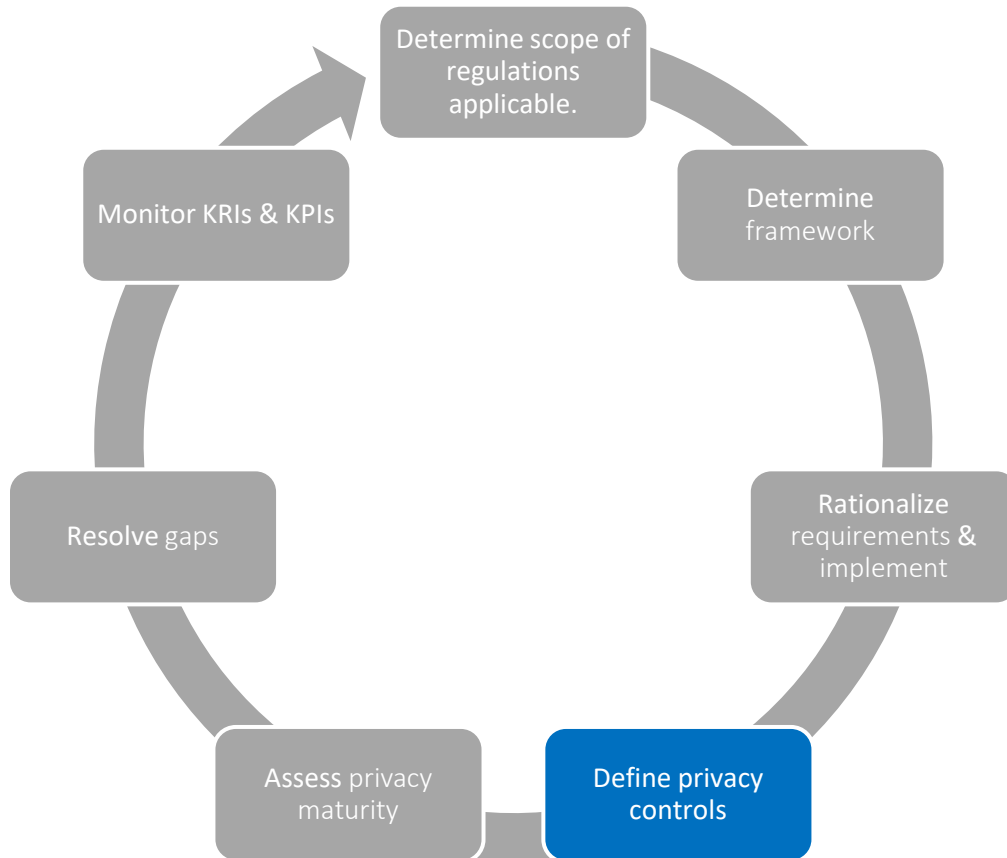 Determine scope of
regulations
applicable.
Determine
framework
Rationalize
requirements &
implement
Define privacy
controls
Assess privacy
maturity
Resolve gaps
Monitor KRIs & KPIs